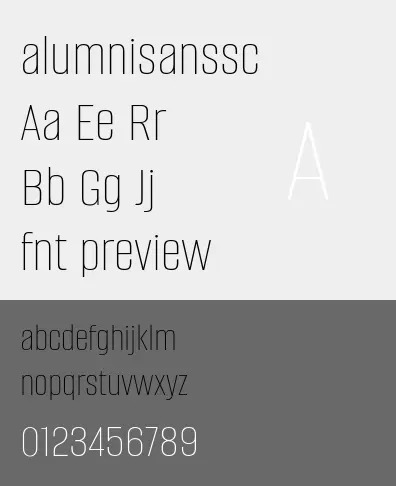 alumnisanssc
Aa Ee Rr
Bb Gg Jj
A
fnt preview
abcdefghijklm
nopqrstuvwxyz
0123456789